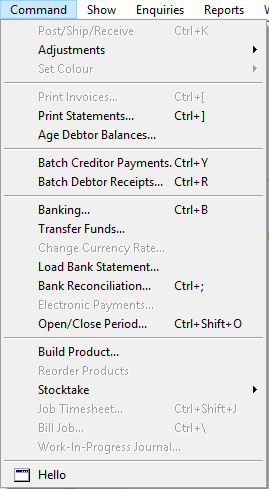 Command Show Enquiries Reports
Post/Ship/Receive Ctrl+K
Adjustments
Set Colour
Print Invoices... Ctrl+[
Print Statements... Ctrl+]
Age Debtor Balances...
Batch Creditor Payments. Ctrl+Y
Batch Debtor Receipts... Ctrl+R
Banking... Ctrl+B
Transfer Funds...
Change Currency Rate...
Load Bank Statement...
Bank Reconciliation... Ctrl+;
Electronic Payments...
Open/Close Period... Ctrl+Shift+O
Build Product...
Reorder Products
Stocktake
Job Timesheet... Ctrl+Shift+J
Bill Job... Ctrl+\
Work-In-Progress Journal...
Hello